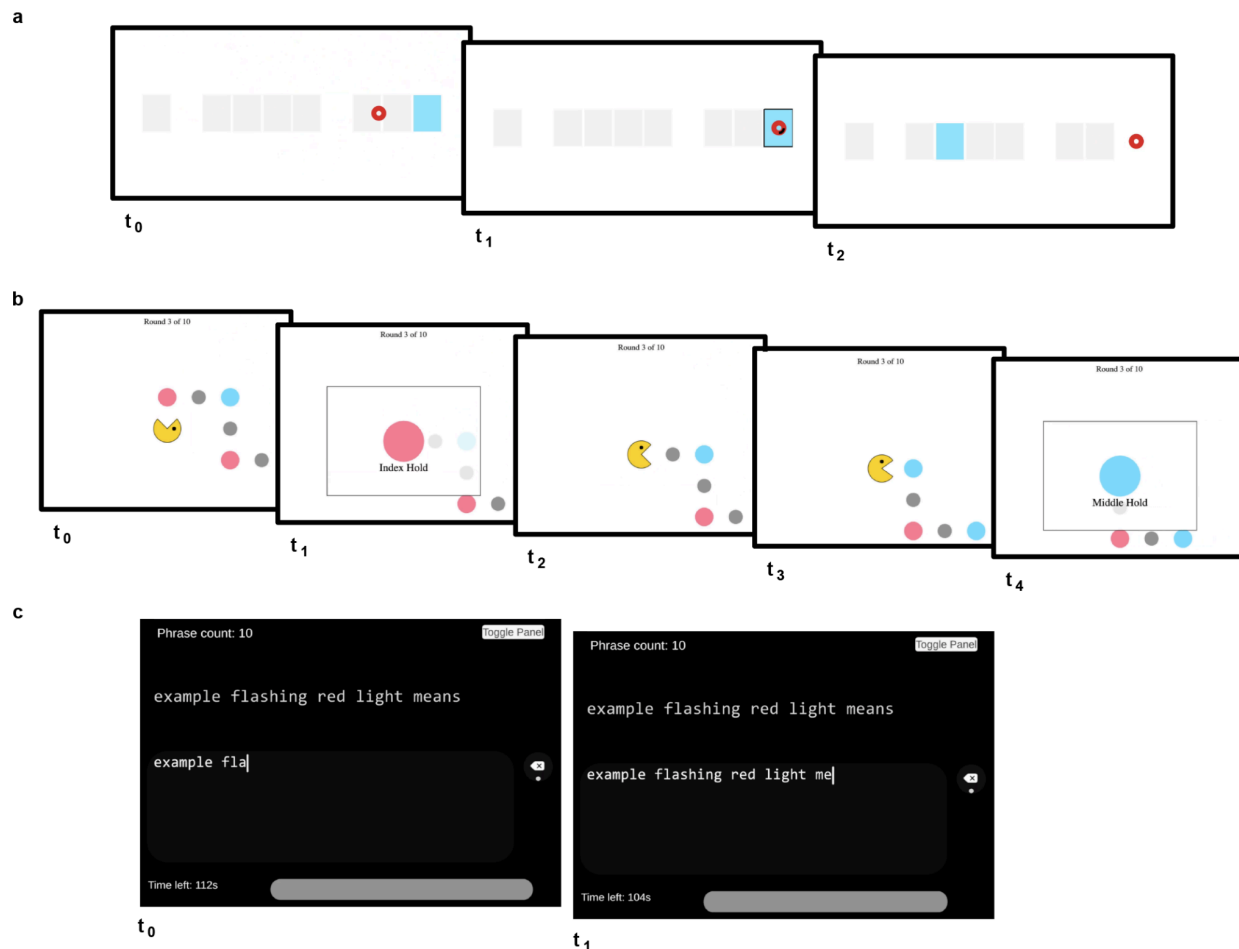 a
t0
t1
t2
b
Round 3 of 10
Round 3 of 10
Round 3 of 10
Round 3 of 10
Round 3 of 10
Index Hold
Middle Hold
t0
t1
t2
t3
t4
c
Phrase count: 10
Toggle Panel
example flashing red light means
example fla
Time left: 112s
t0
Phrase count: 10
Toggle Panel
example flashing red light means
example flashing red light me
Time left: 104s
t1